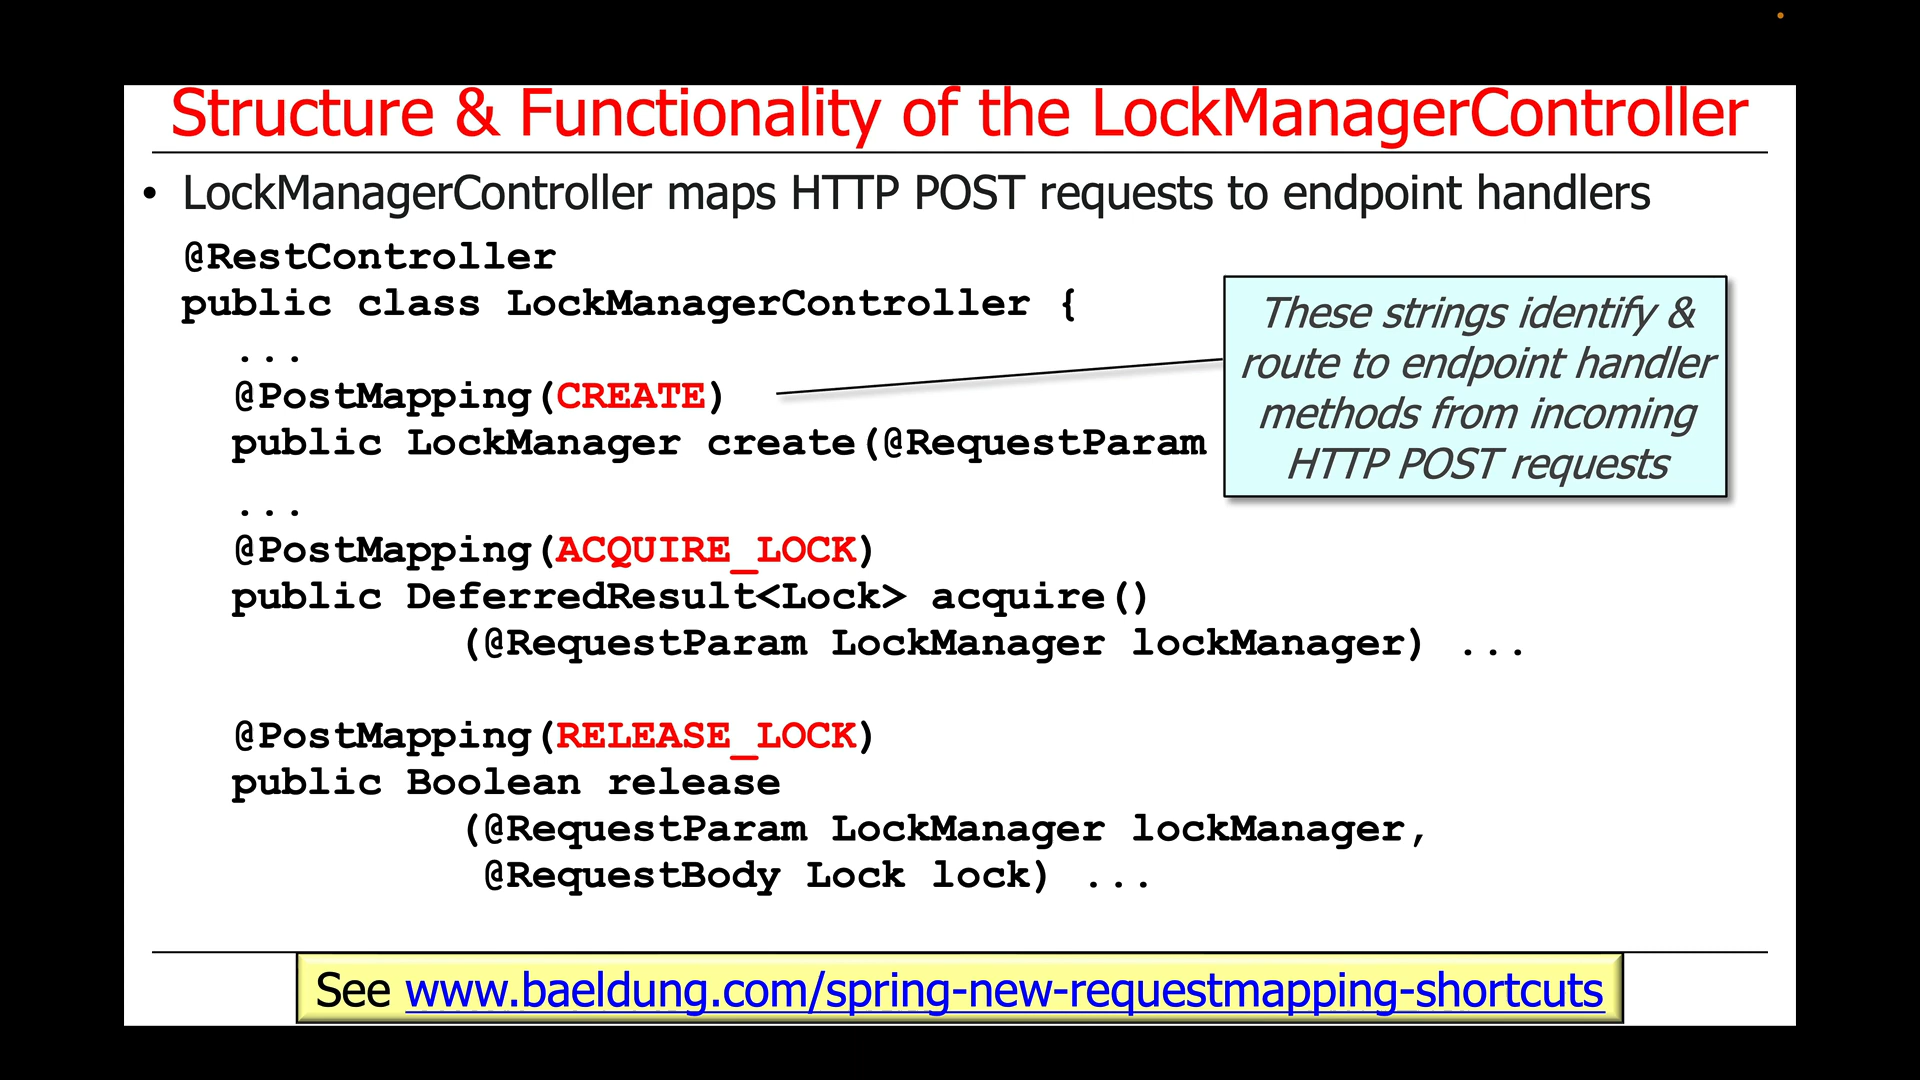 Structure & Functionality of the LockManagerController
• LockManagerController maps HTTP POST requests to endpoint handlers
@RestController
public class LockManagerController {
...
@PostMapping(CREATE)
public LockManager create(@RequestParam
These strings identify &
route to endpoint handler
methods from incoming
HTTP POST requests
...
@PostMapping(ACQUIRE_LOCK)
public DeferredResult<Lock> acquire()
(@RequestParam LockManager lockManager) ...
@PostMapping(RELEASE_LOCK)
public Boolean release
(@RequestParam LockManager lockManager,
@RequestBody Lock lock) ...
See www.baeldung.com/spring-new-requestmapping-shortcuts